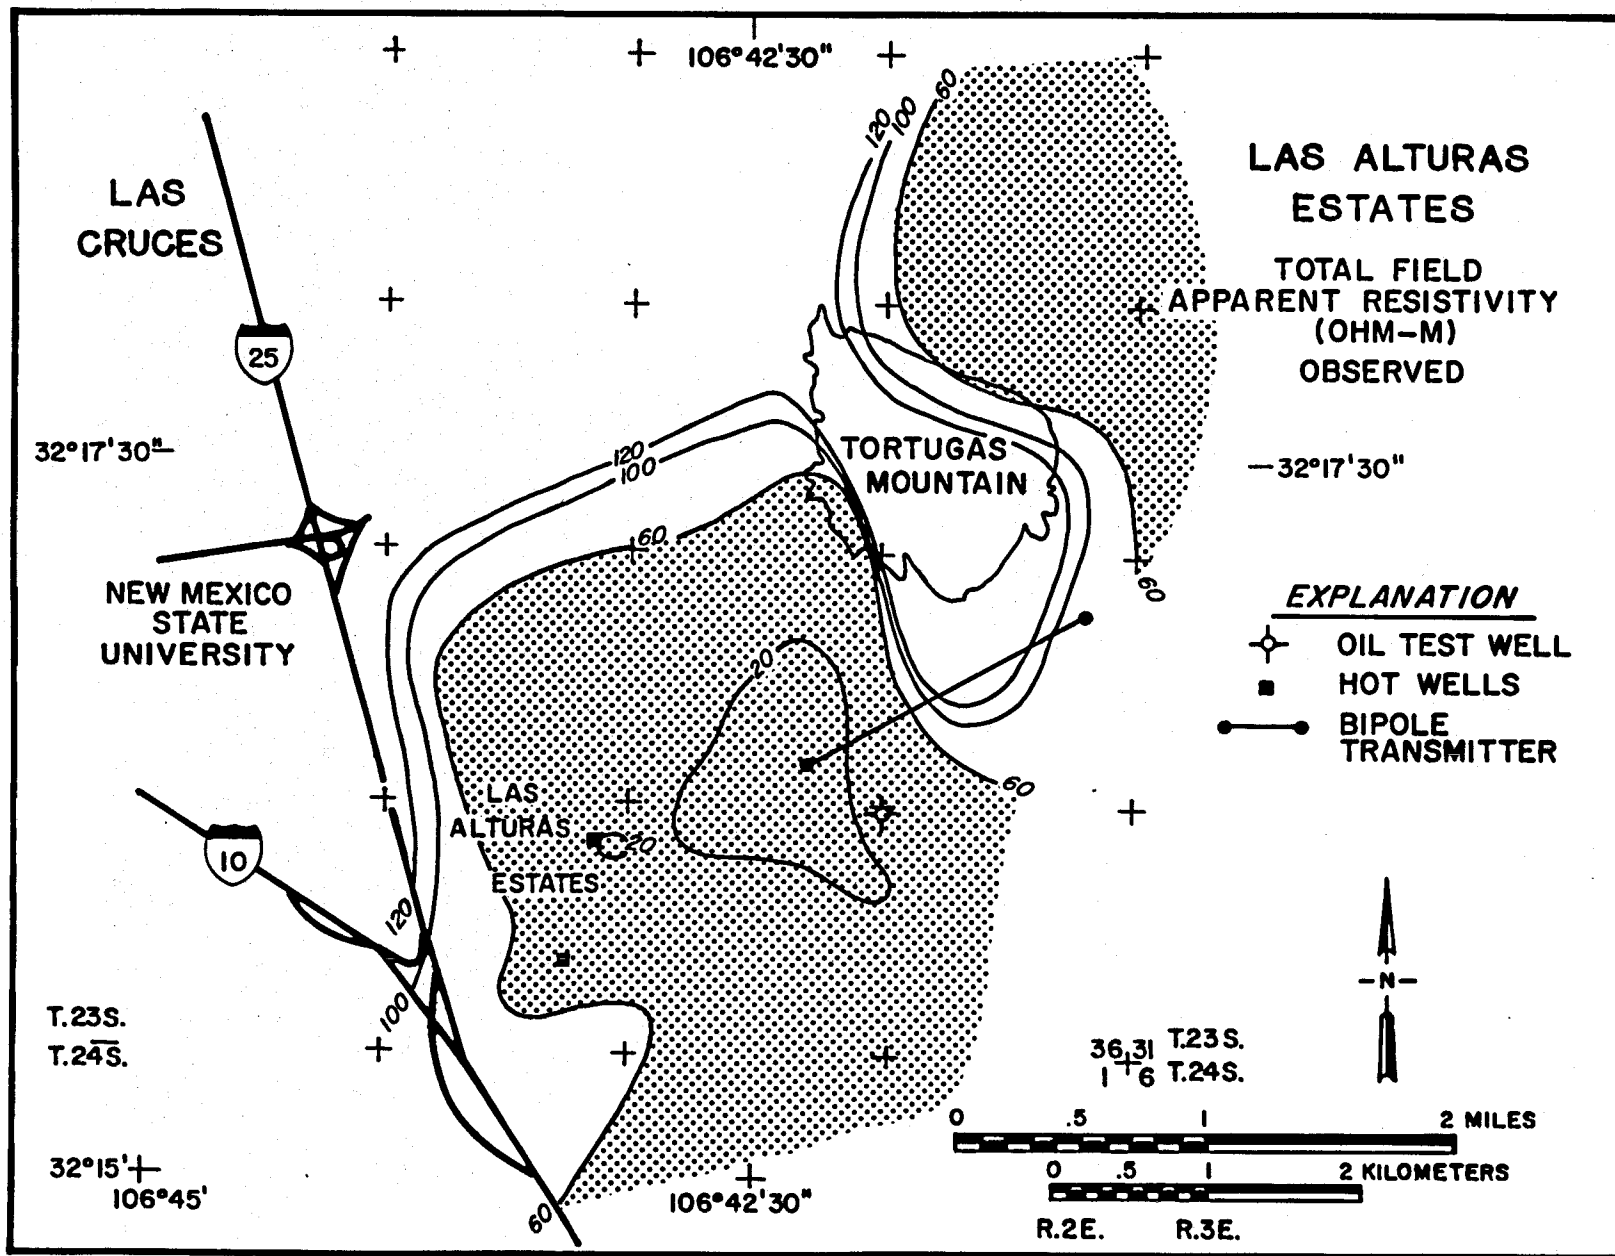 106°42'30"
60
100
120
LAS ALTURAS
ESTATES
LAS
CRUCES
TOTAL FIELD
APPARENT RESISTIVITY
(OHM-M)
OBSERVED
25
32°17'30"
120
100
TORTUGAS
MOUNTAIN
32°17'30"
60
NEW MEXICO
STATE
UNIVERSITY
60
EXPLANATION
OIL TEST WELL
HOT WELLS
BIPOLE
TRANSMITTER
20
60
LAS
ALTURAS
ESTATES
20
10
120
100
N
T.23S.
T.24S.
36 31 T.23S.
1 6 T.24S.
0 .5 1 2 MILES
0 .5 1 2 KILOMETERS
32°15'
106°45'
106°42'30"
60
R.2E. R.3E.